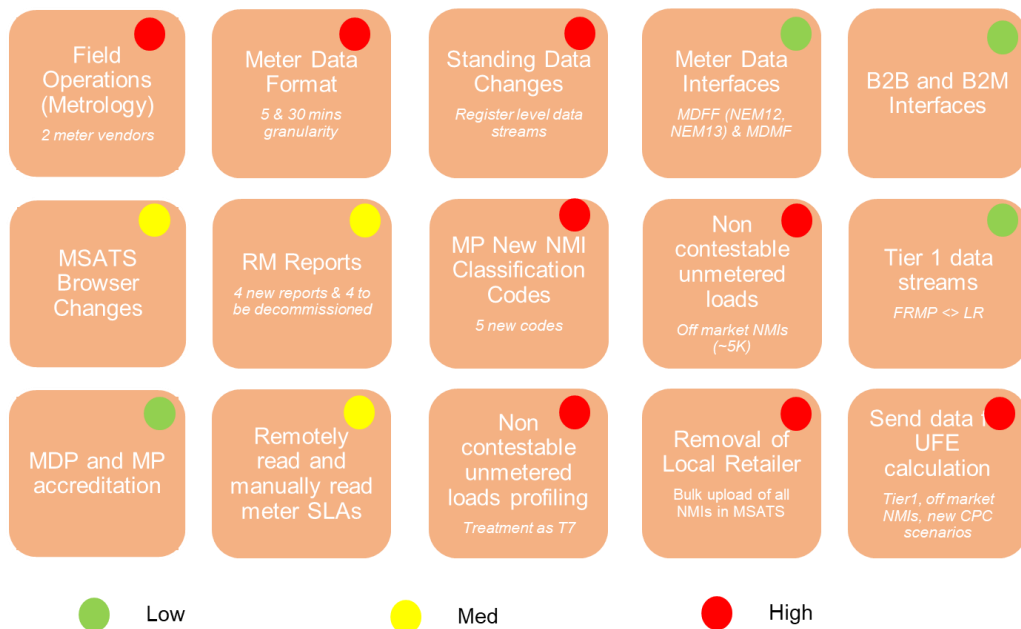 Field
Operations
(Metrology)
2 meter vendors
Meter Data
Format
5 & 30 mins
granularity
Standing Data
Changes
Register level data
streams
Meter Data
Interfaces
MDFF (NEM12,
NEM13) & MDMF
B2B and B2M
Interfaces
MSATS
Browser
Changes
RM Reports
4 new reports & 4 to
be decommissioned
MP New NMI
Classification
Codes
5 new codes
Non
contestable
unmetered
loads
Off market NMIs
(~5K)
Tier 1 data
streams
FRMP <> LR
MDP and MP
accreditation
Remotely
read and
manually read
meter SLAs
Non
contestable
unmetered
loads profiling
Treatment as T7
Removal of
Local Retailer
Bulk upload of all
NMIs in MSATS
Send data
UFE
calculation
Tier1, off market
NMIs, new CPC
scenarios
Low
Med
High